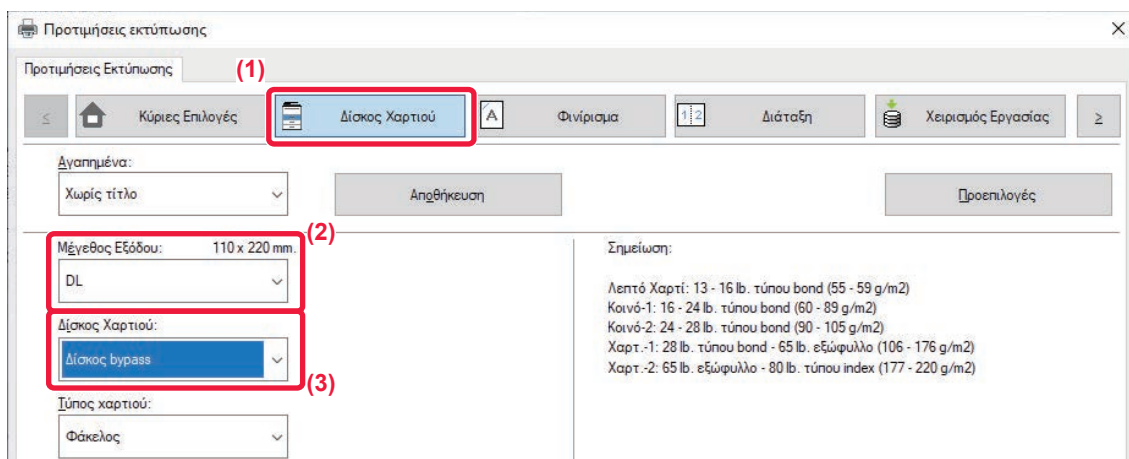 Προτιμήσεις εκτύπωσης
Προτιμήσεις Εκτύπωσης
(1)
<
Κύριες Επιλογές
Δίσκος Χαρτιού
A
Φινίρισμα
1 2
Διάταξη
Χειρισμός Εργασίας
>
Αγαπημένα:
Χωρίς τίτλο
Αποθήκευση
Προεπιλογές
Μέγεθος Εξόδου: 110 x 220 mm.
(2)
DL
Δίσκος Χαρτιού:
Δίσκος bypass
(3)
Τύπος χαρτιού:
Φάκελος
Σημείωση:
Λεπτό Χαρτί: 13 - 16 lb. τύπου bond (55 - 59 g/m2)
Κοινό-1: 16 - 24 lb. τύπου bond (60 - 89 g/m2)
Κοινό-2: 24 - 28 lb. τύπου bond (90 - 105 g/m2)
Χαρτ.-1: 28 lb. τύπου bond - 65 lb. εξώφυλλο (106 - 176 g/m2)
Χαρτ.-2: 65 lb. εξώφυλλο - 80 lb. τύπου index (177 - 220 g/m2)